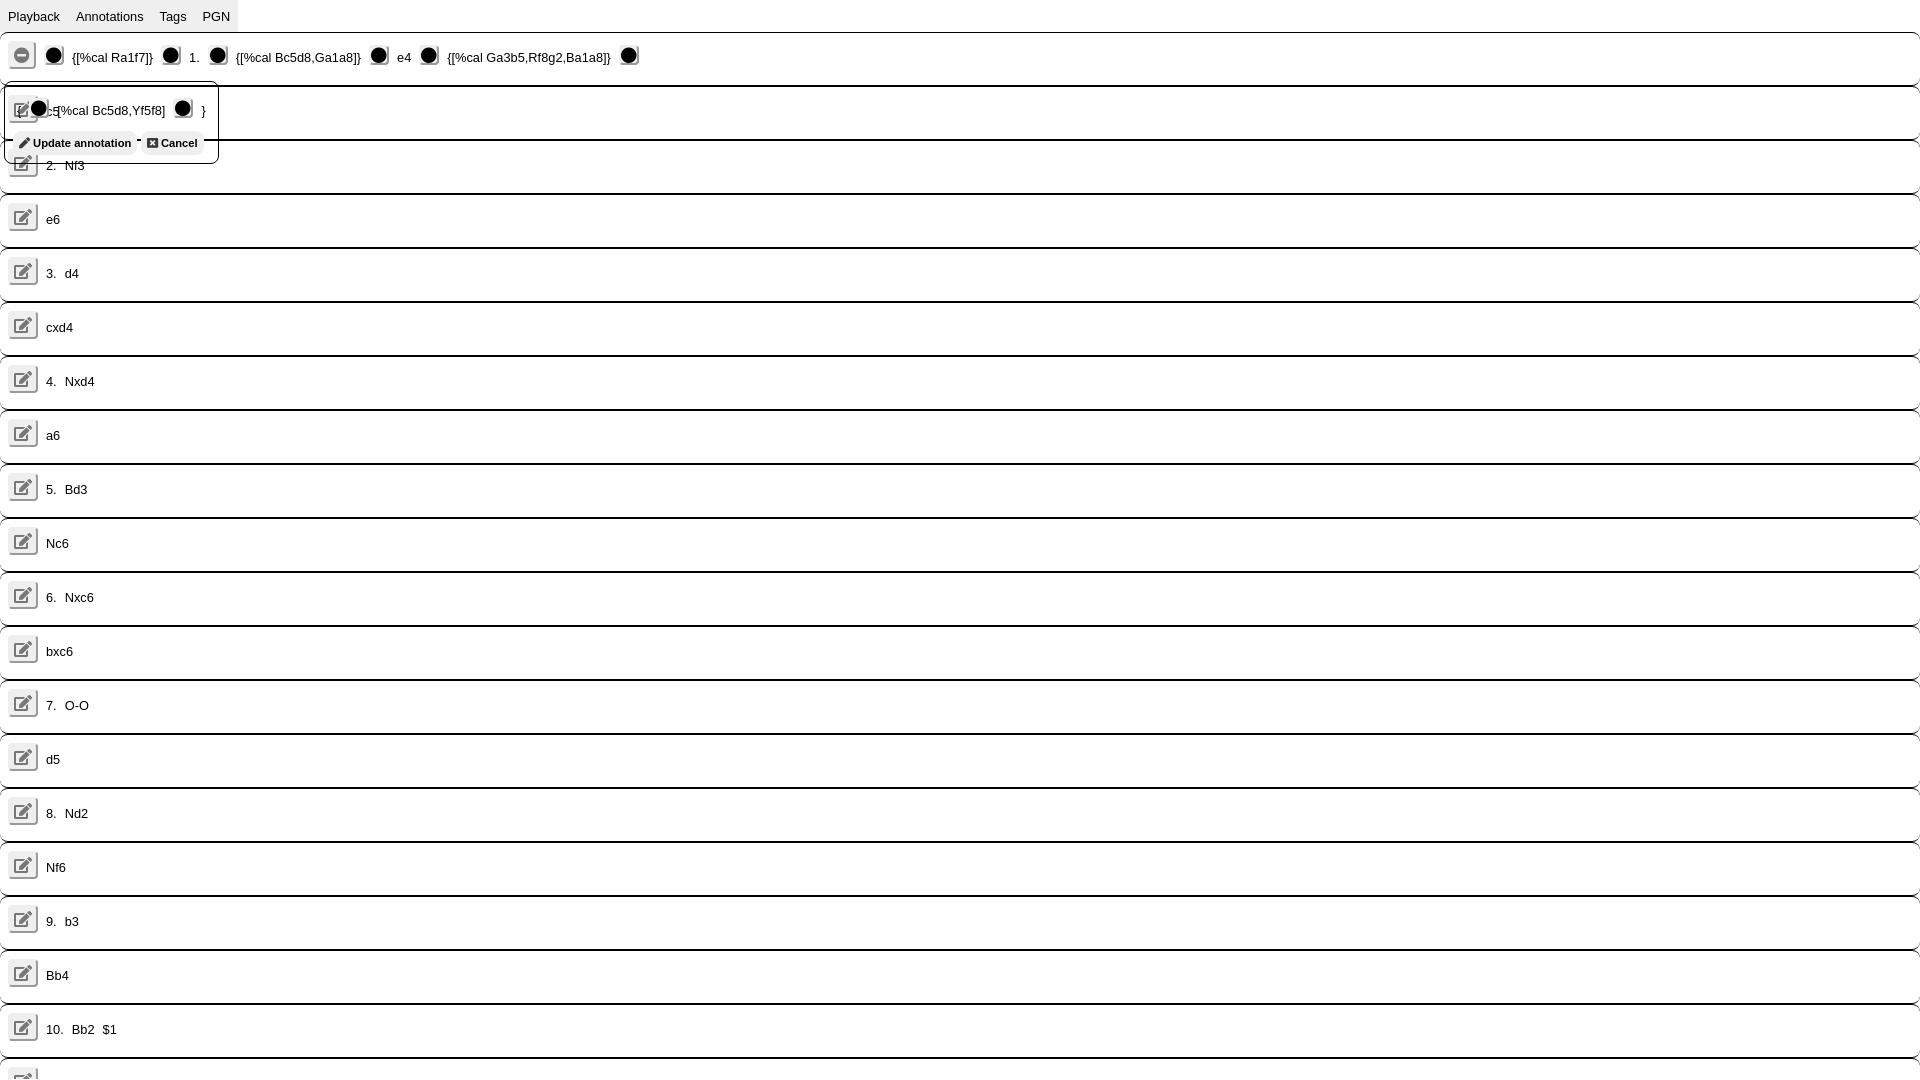 Playback Annotations Tags PGN
{[%cal Ra1f7]} 1. {[%cal Bc5d8,Ga1a8]} e4 {[%cal Ga3b5,Rf8g2,Ba1a8]}
{ c5 [%cal Bc5d8,Yf5f8] }
Update annotation Cancel
2. Nf3
e6
3. d4
cxd4
4. Nxd4
a6
5. Bd3
Nc6
6. Nxc6
bxc6
7. O-O
d5
8. Nd2
Nf6
9. b3
Bb4
10. Bb2 $1